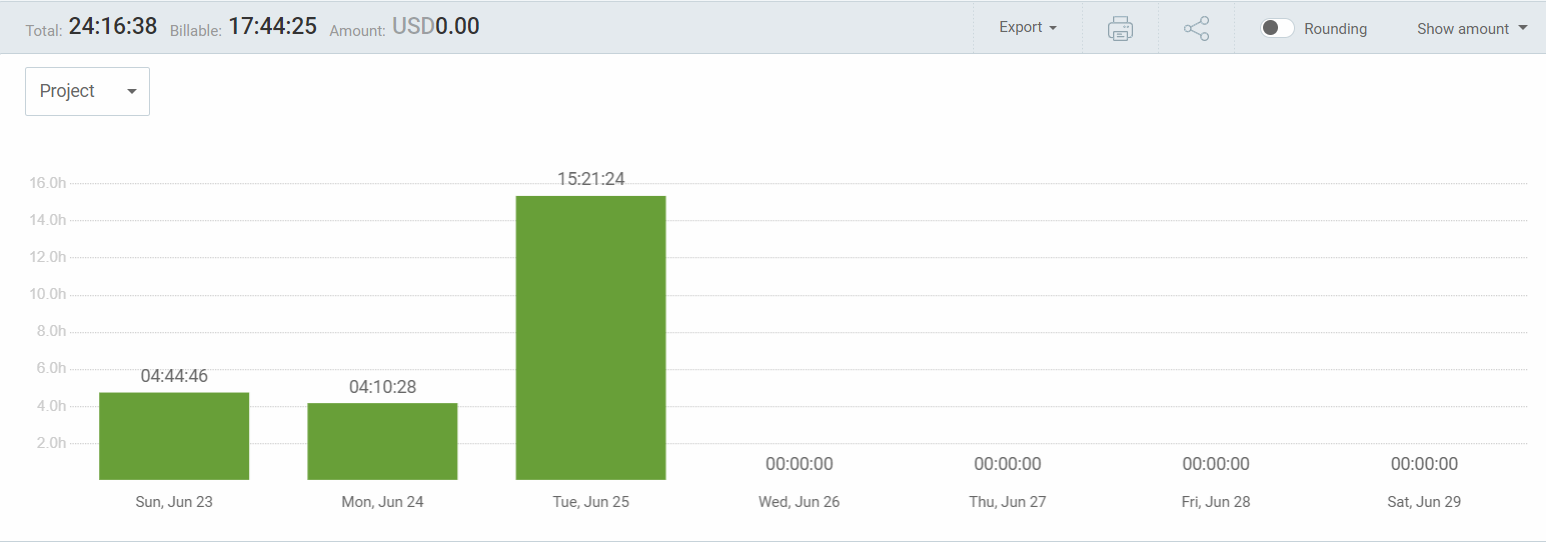 Total: 24:16:38 Billable: 17:44:25 Amount: USD0.00 Export Rounding Show amount
Project
16.0h
14.0h
12.0h
10.0h
8.0h
6.0h
4.0h
2.0h
04:44:46 04:10:28 15:21:24 00:00:00 00:00:00 00:00:00 00:00:00
Sun, Jun 23 Mon, Jun 24 Tue, Jun 25 Wed, Jun 26 Thu, Jun 27 Fri, Jun 28 Sat, Jun 29